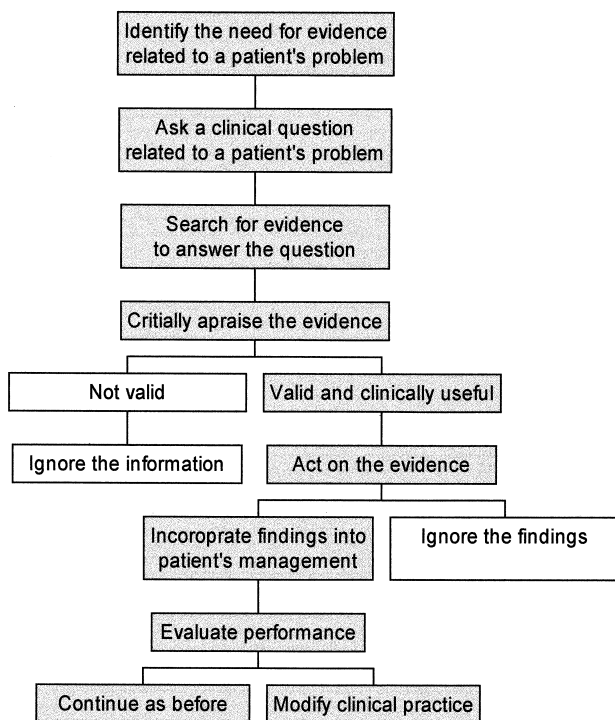 Identify the need for evidence
related to a patient's problem
Ask a clinical question
related to a patient's problem
Search for evidence
to answer the question
Critially apraise the evidence
Not valid
Valid and clinically useful
Ignore the information
Act on the evidence
Incoroprate findings into
patient's management
Ignore the findings
Evaluate performance
Continue as before
Modify clinical practice